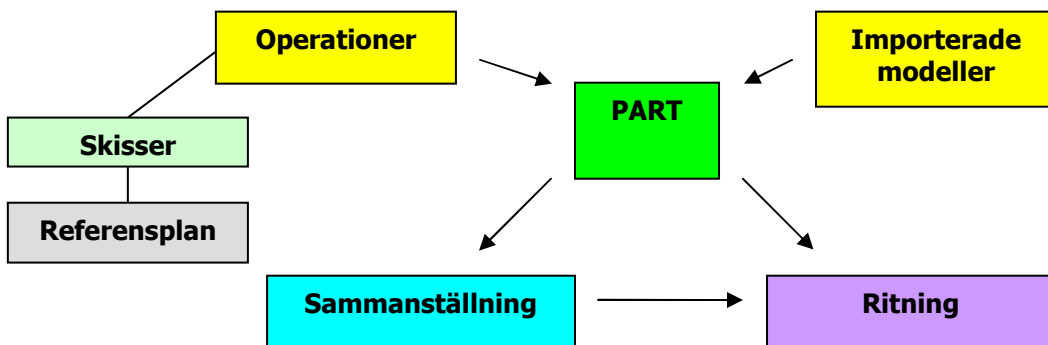 Operationer
Importerade
modeller
PART
Skisser
Referensplan
Sammanställning
Ritning